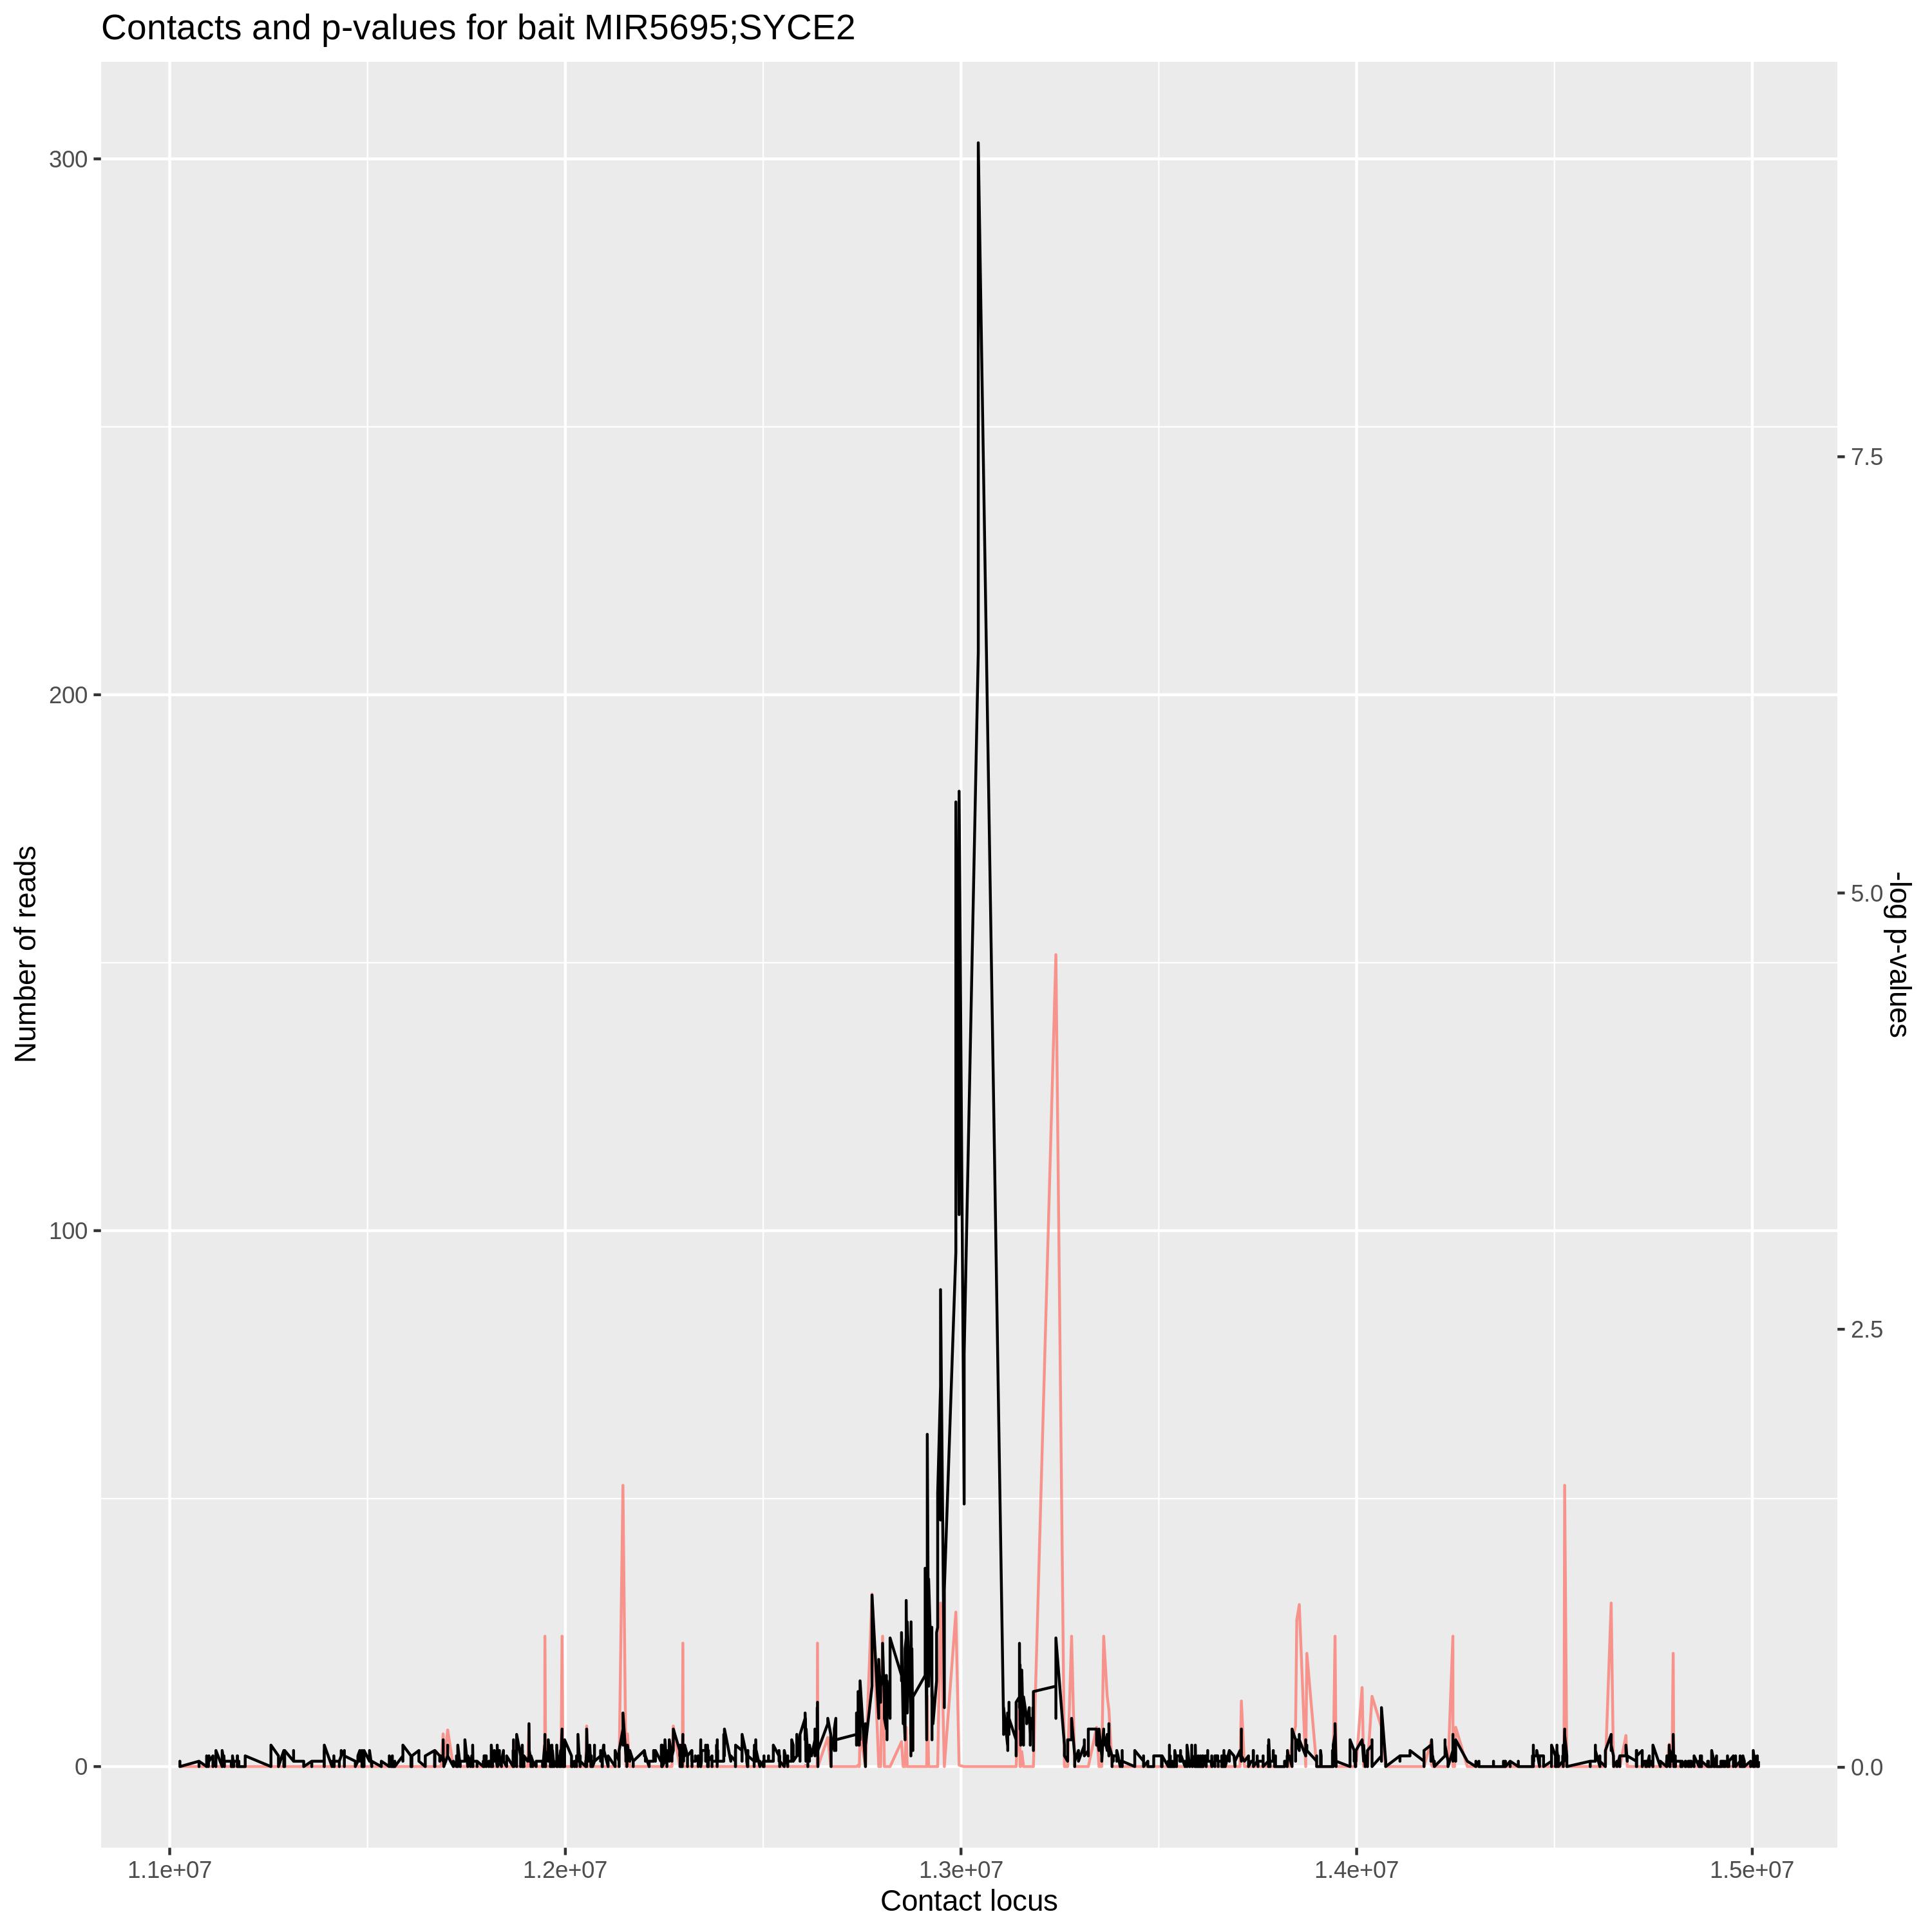 Contacts and p-values for bait MIR5695;SYCE2
300
200
100
0
Number of reads
7.5
5.0
2.5
0.0
-log p-values
1.1e+07
1.2e+07
1.3e+07
1.4e+07
1.5e+07
Contact locus